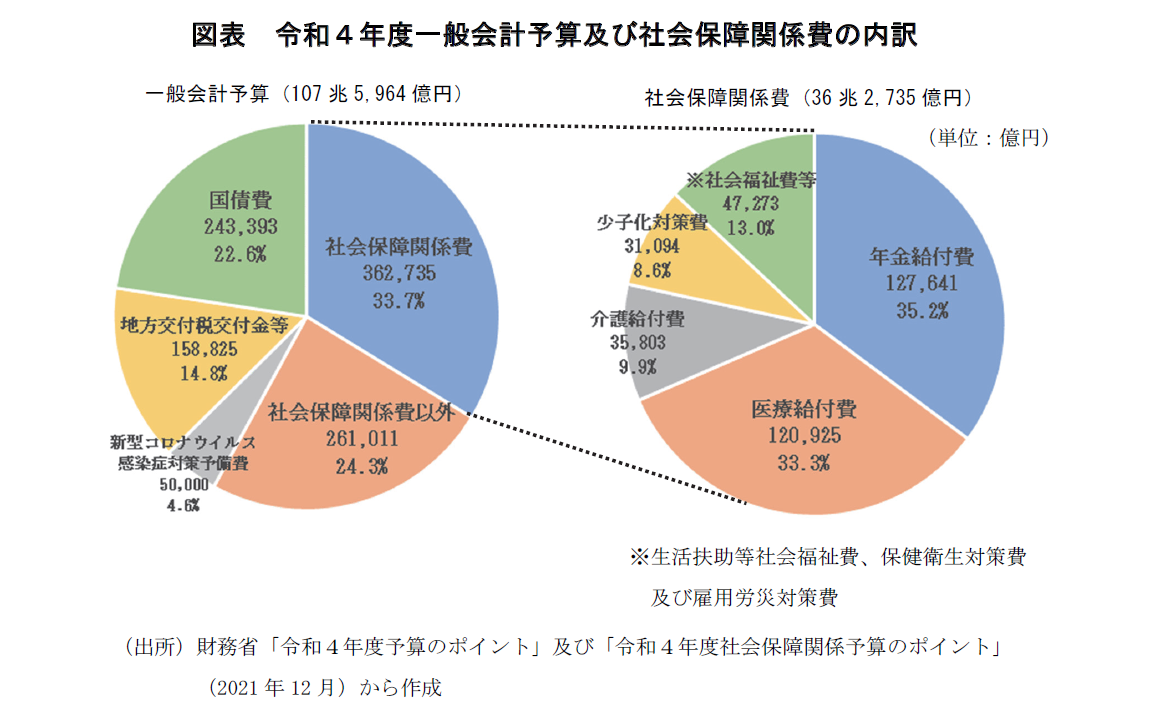 図表　令和４年度一般会計予算及び社会保障関係費の内訳
一般会計予算（107 兆 5,964 億円）
社会保障関係費（36 兆 2,735 億円）
（単位：億円）
国債費
243,393
22.6%
社会保障関係費
362,735
33.7%
地方交付税交付金等
158,825
14.8%
社会保障関係費以外
261,011
24.3%
新型コロナウイルス
感染症対策予備費
50,000
4.6%
※社会福祉費等
47,273
13.0%
少子化対策費
31,094
8.6%
年金給付費
127,641
35.2%
介護給付費
35,803
9.9%
医療給付費
120,925
33.3%
※生活扶助等社会福祉費、保健衛生対策費
及び雇用労災対策費
（出所）財務省「令和４年度予算のポイント」及び「令和４年度社会保障関係予算のポイント」
（2021 年 12 月）から作成